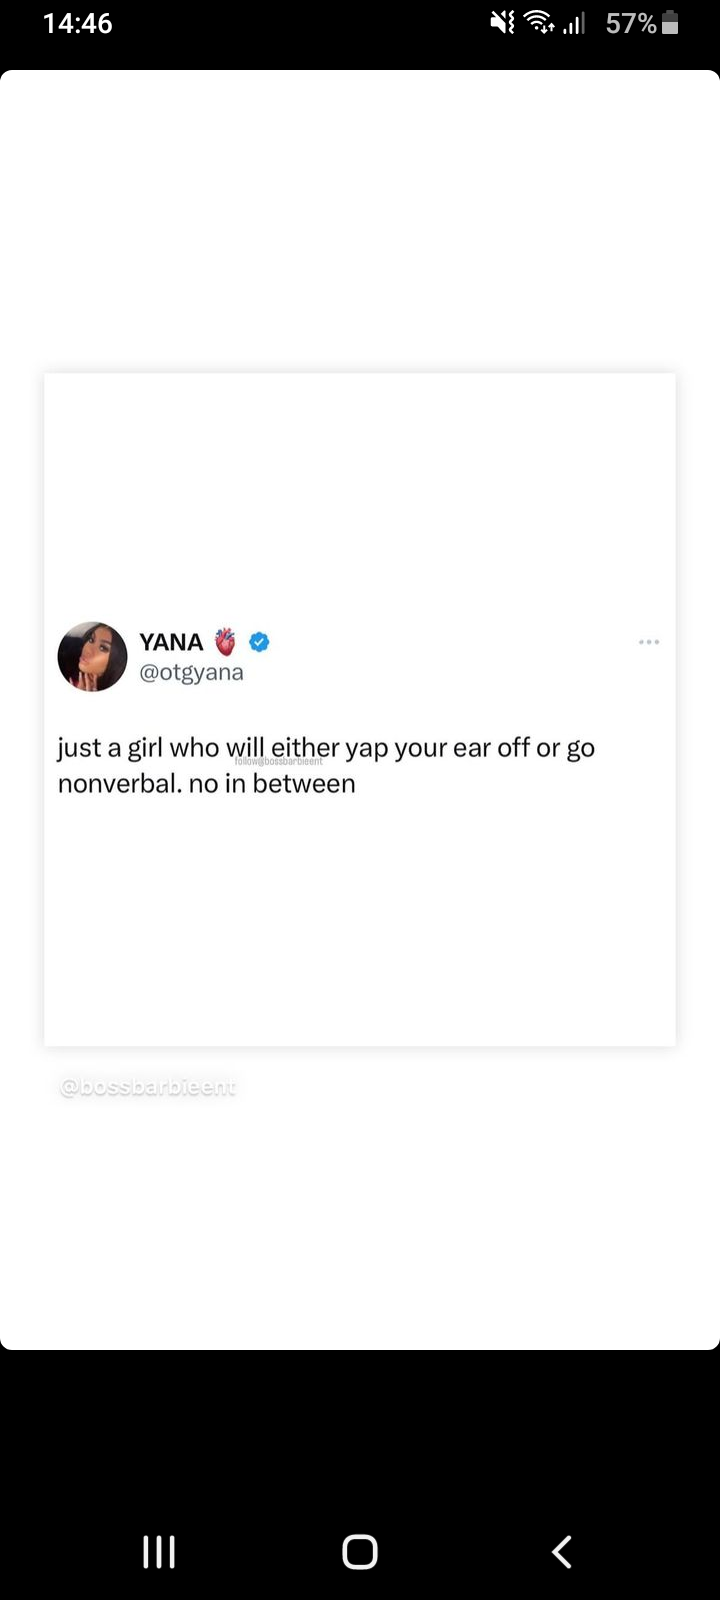 14:46 57%
YANA 🫀
@otgyana
just a girl who will either yap your ear off or go
follow@bossbarbieent
nonverbal. no in between
@bossbarbieent